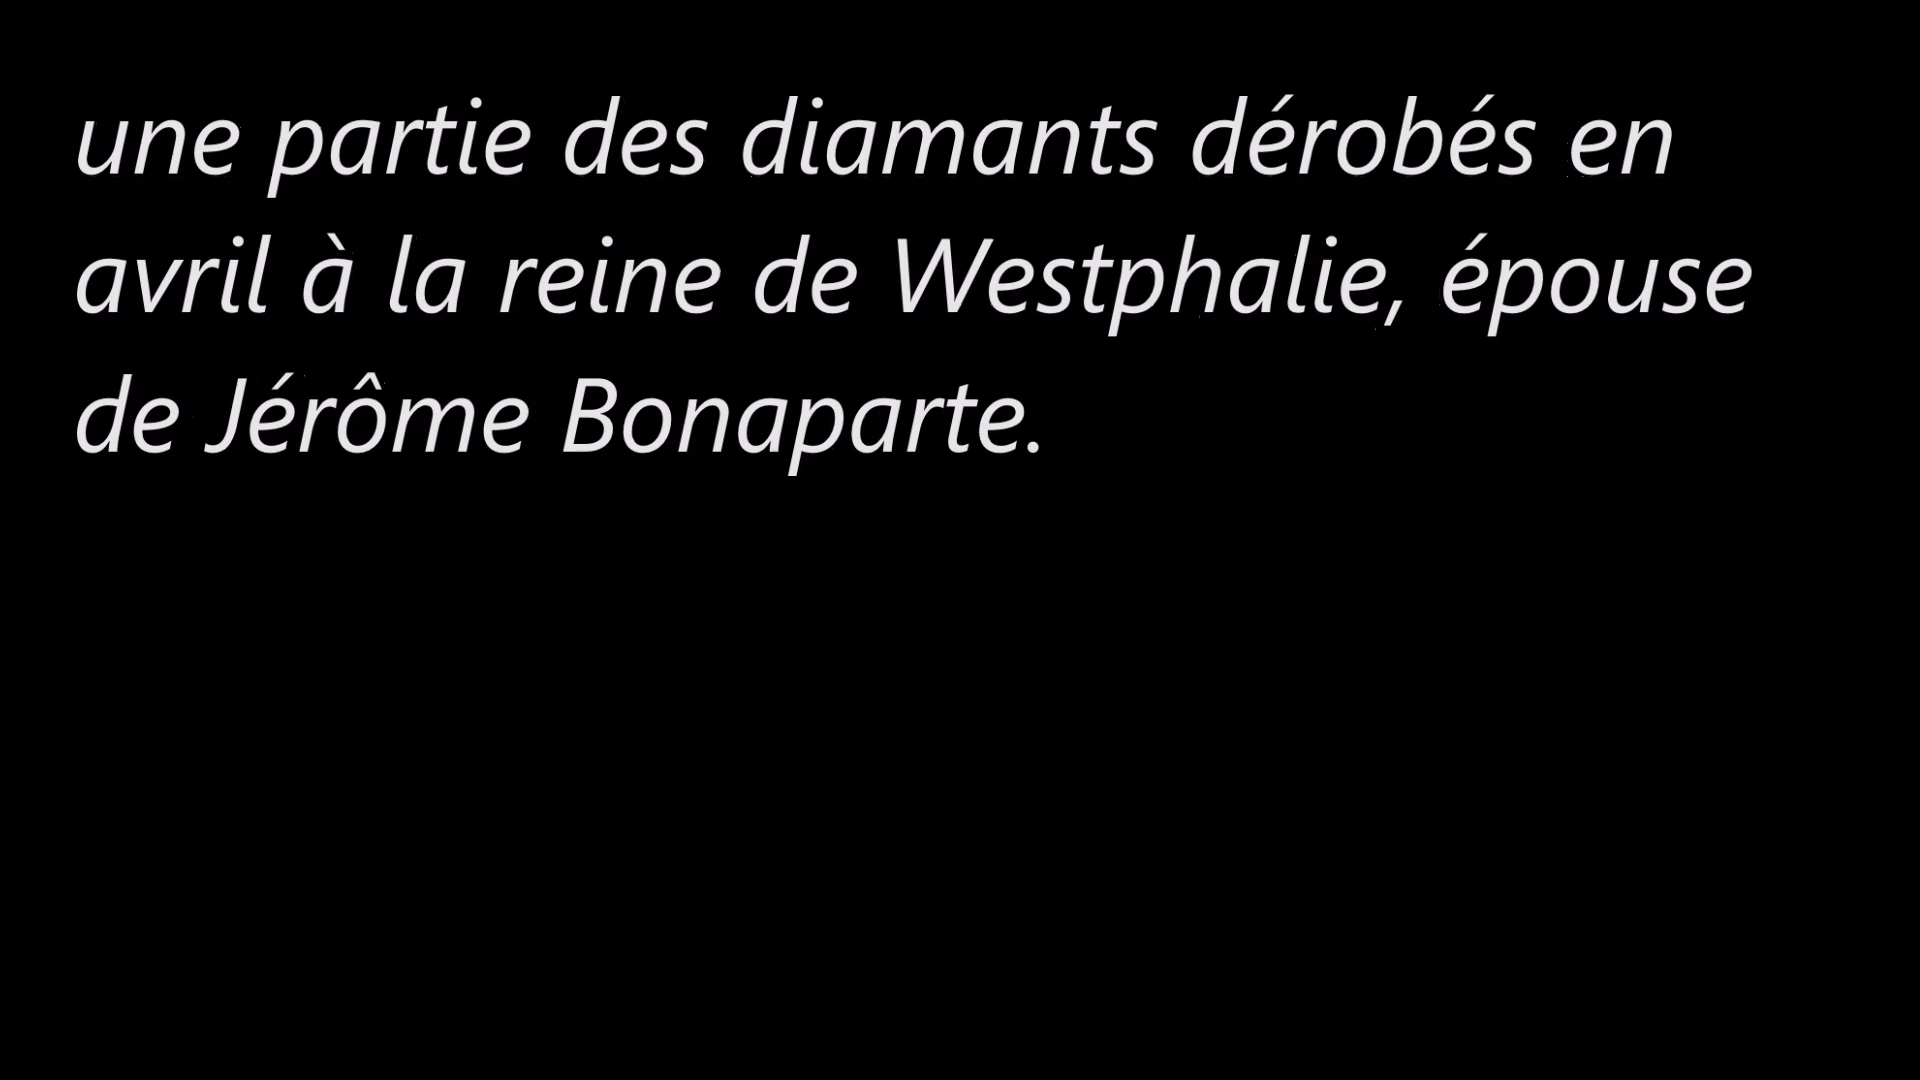 une partie des diamants dérobés en
avril à la reine de Westphalie, épouse
de Jérôme Bonaparte.